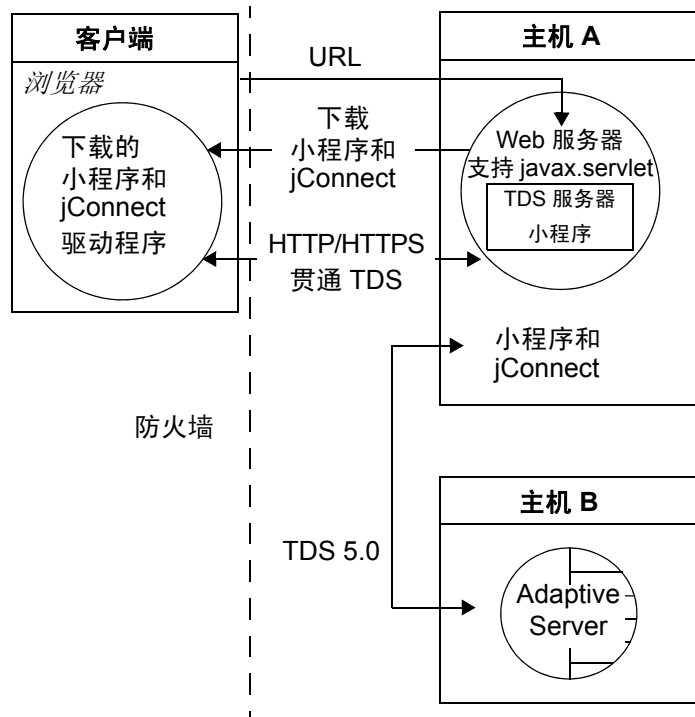 客户端
浏览器
下载的
小程序和
jConnect
驱动程序
URL
下载
小程序和
jConnect
HTTP/HTTPS
贯通 TDS
防火墙
TDS 5.0
主机 A
Web 服务器
支持 javax.servlet
TDS 服务器
小程序
小程序和
jConnect
主机 B
Adaptive
Server